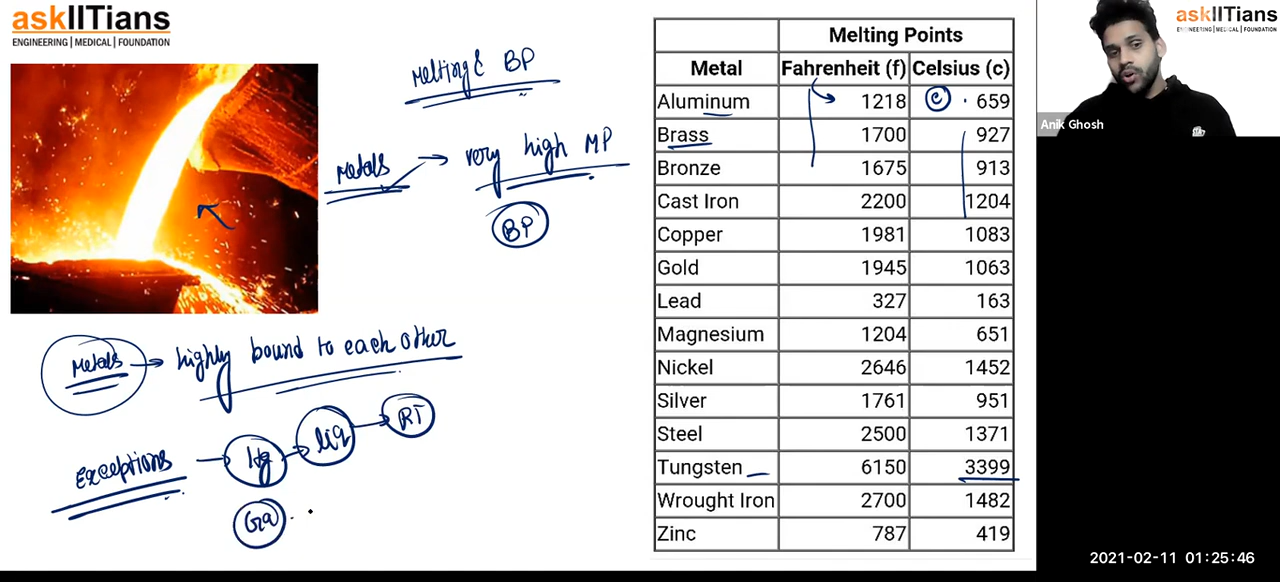 askIITians
ENGINEERING | MEDICAL | FOUNDATION
Melting & BP
Metals → very high MP
BP
Metals → highly bound to each other
Exceptions → Hg → liq → RT
Ga
Melting Points
Metal Fahrenheit (f) Celsius (c)
Aluminum 1218 659
Brass 1700 927
Bronze 1675 913
Cast Iron 2200 1204
Copper 1981 1083
Gold 1945 1063
Lead 327 163
Magnesium 1204 651
Nickel 2646 1452
Silver 1761 951
Steel 2500 1371
Tungsten 6150 3399
Wrought Iron 2700 1482
Zinc 787 419
askIITians
ENGINEERING | MEDICAL | FOUNDATION
Anik Ghosh
2021-02-11 01:25:46